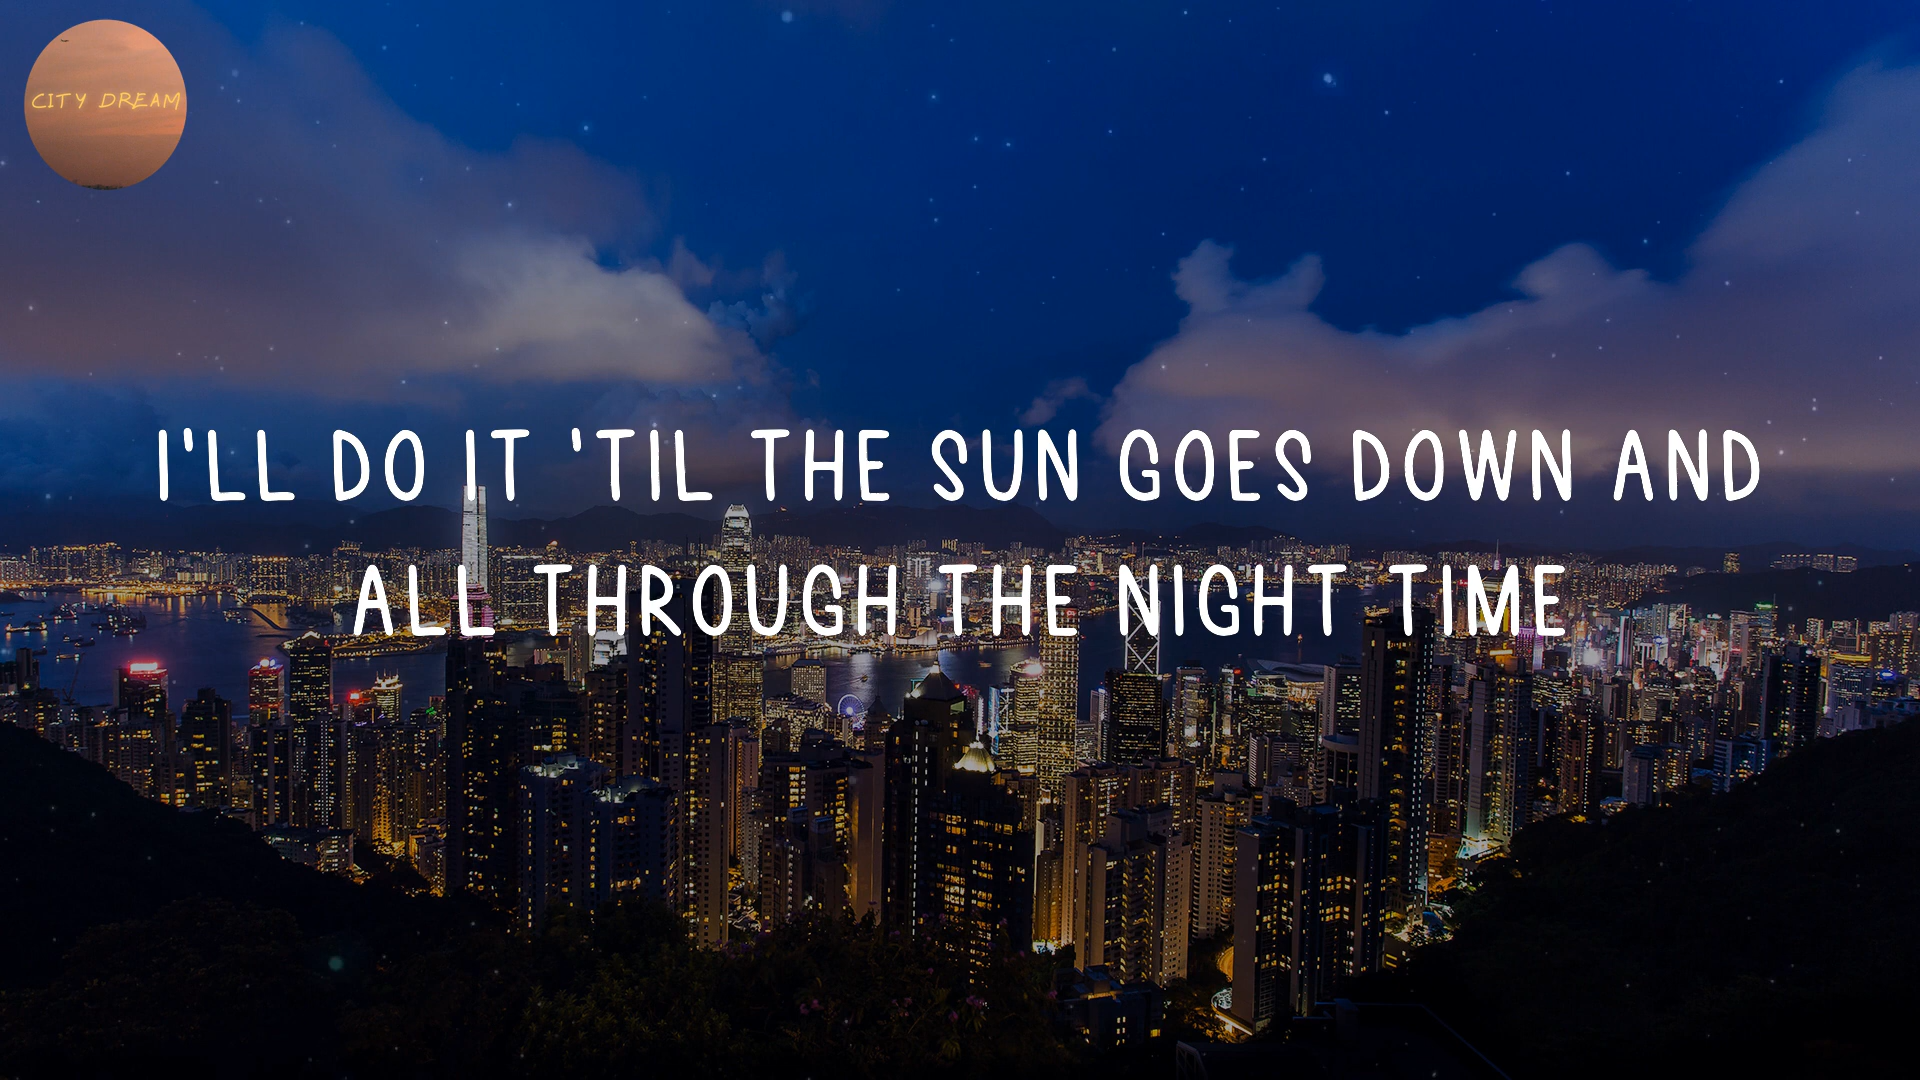 CITY DREAM
I'LL DO IT 'TIL THE SUN GOES DOWN AND
ALL THROUGH THE NIGHT TIME